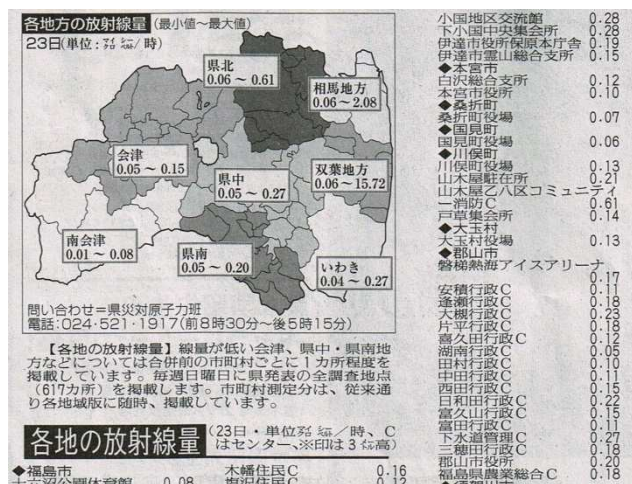 各地方の放射線量(最小値~最大値)
23日(単位:マイクロシーベルト/時)
県北
0.06~0.61
相馬地方
0.06~2.08
会津
0.05~0.15
県中
0.05~0.27
双葉地方
0.06~15.72
南会津
0.01~0.08
県南
0.05~0.20
いわき
0.04~0.27
問い合わせ=県災対原子力班
電話:024・521・1917(前8時30分~後5時15分)
【各地の放射線量】線量が低い会津、県中・県南地
方などについては合併前の市町村ごとに1カ所程度を
掲載しています。毎週日曜日に県発表の全調査地点
(617カ所)を掲載します。市町村測定分は、従来通
り各地域版に随時、掲載しています。
各地の放射線量
(23日・単位マイクロシーベルト/時、C
はセンター、※印は3メートル高)
◆福島市
木幡住民C 0.16
小国地区交流館 0.28
下小国中央集会所 0.28
伊達市役所保原本庁舎 0.19
伊達市霊山総合支所 0.15
◆本宮市
白沢総合支所 0.12
本宮市役所 0.10
◆桑折町
桑折町役場 0.07
◆国見町
国見町役場 0.06
◆川俣町
川俣町役場 0.13
山木屋駐在所 0.21
山木屋乙八区コミュニティ
ー消防C 0.61
戸草集会所 0.14
◆大玉村
大玉村役場 0.13
◆郡山市
磐梯熱海アイスアリーナ
0.17
安積行政C 0.11
逢瀬行政C 0.18
大槻行政C 0.23
片平行政C 0.18
喜久田行政C 0.12
湖南行政C 0.05
田村行政C 0.10
中田行政C 0.11
西田行政C 0.15
日和田行政C 0.22
富久山行政C 0.15
富田行政C 0.11
下水道管理C 0.27
三穂田行政C 0.18
郡山市役所 0.20
福島県農業総合C 0.18